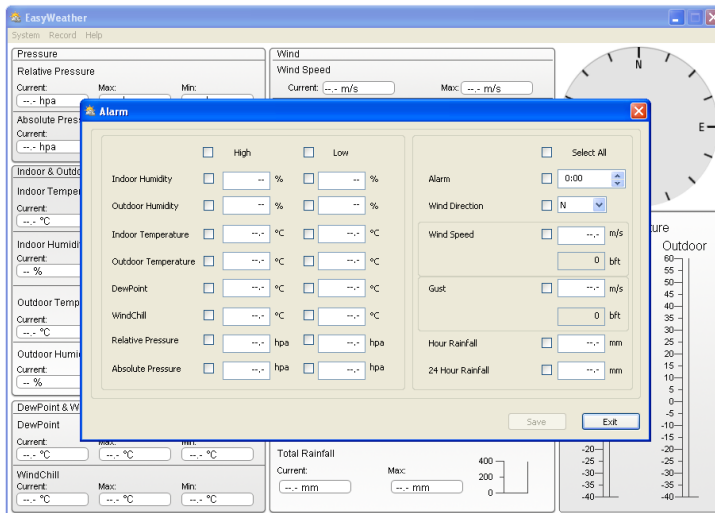 EasyWeather
System Record Help
Pressure
Relative Pressure
Current: Max: Min:
--.- hpa
Absolute Pres
Current:
--.- hpa
Indoor & Outdo
Indoor Temper
Current:
--.- °C
Indoor Humidi
Current:
-- %
Outdoor Temp
Current:
--.- °C
Outdoor Humi
Current:
-- %
DewPoint & W
DewPoint
Current: Max: Min:
--.- °C --.- °C --.- °C
WindChill
Current: Max: Min:
--.- °C --.- °C --.- °C
Wind
Wind Speed
Current: --.- m/s Max: --.- m/s
N
E
Alarm
High Low
Indoor Humidity -- % -- %
Outdoor Humidity -- % -- %
Indoor Temperature --.- °C --.- °C
Outdoor Temperature --.- °C --.- °C
DewPoint --.- °C --.- °C
WindChill --.- °C --.- °C
Relative Pressure --.- hpa --.- hpa
Absolute Pressure --.- hpa --.- hpa
Select All
Alarm 0:00
Wind Direction N
Wind Speed --.- m/s
0 bft
Gust --.- m/s
0 bft
Hour Rainfall --.- mm
24 Hour Rainfall --.- mm
Save Exit
Total Rainfall
Current: Max:
--.- mm --.- mm
400
200
0
ture
Outdoor
60
55
50
45
40
35
30
25
20
15
10
5
0
-5
-10
-15
-20 -20
-25 -25
-30 -30
-35 -35
-40 -40